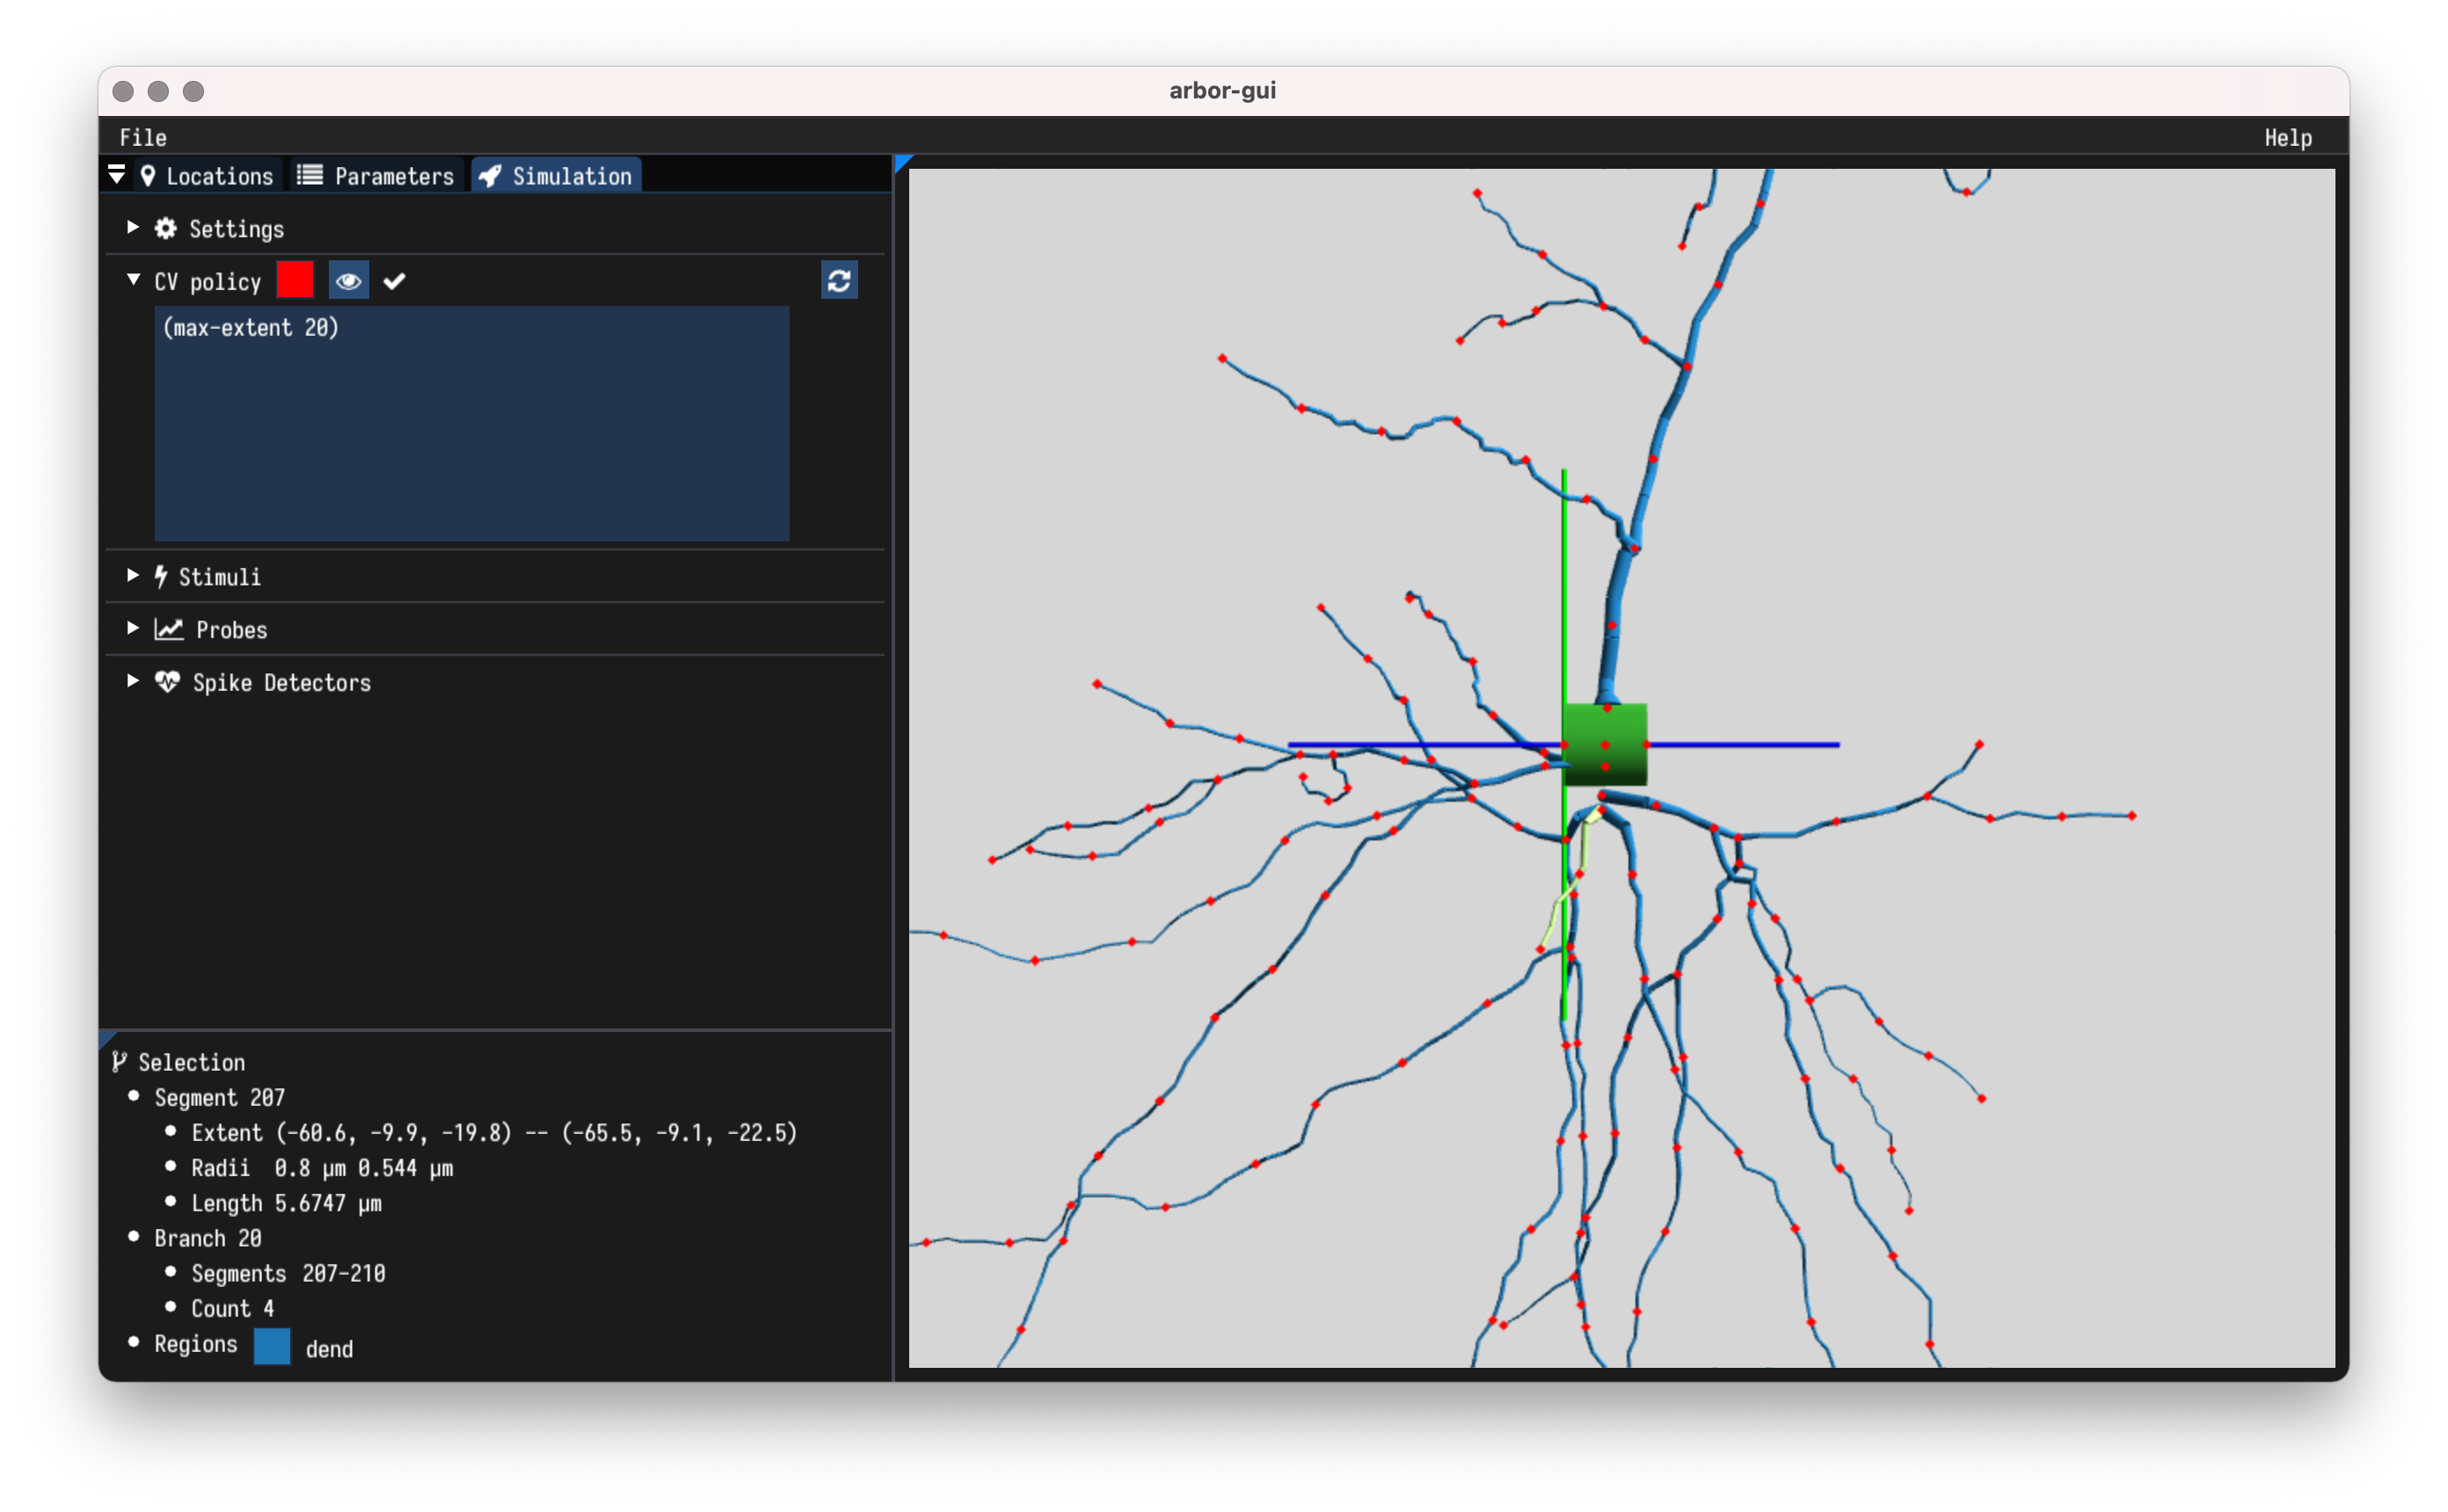 arbor-gui
File Help
Locations Parameters Simulation
Settings
CV policy
(max-extent 20)
Stimuli
Probes
Spike Detectors
Selection
Segment 207
Extent (-60.6, -9.9, -19.8) -- (-65.5, -9.1, -22.5)
Radii 0.8 µm 0.544 µm
Length 5.6747 µm
Branch 20
Segments 207-210
Count 4
Regions dend